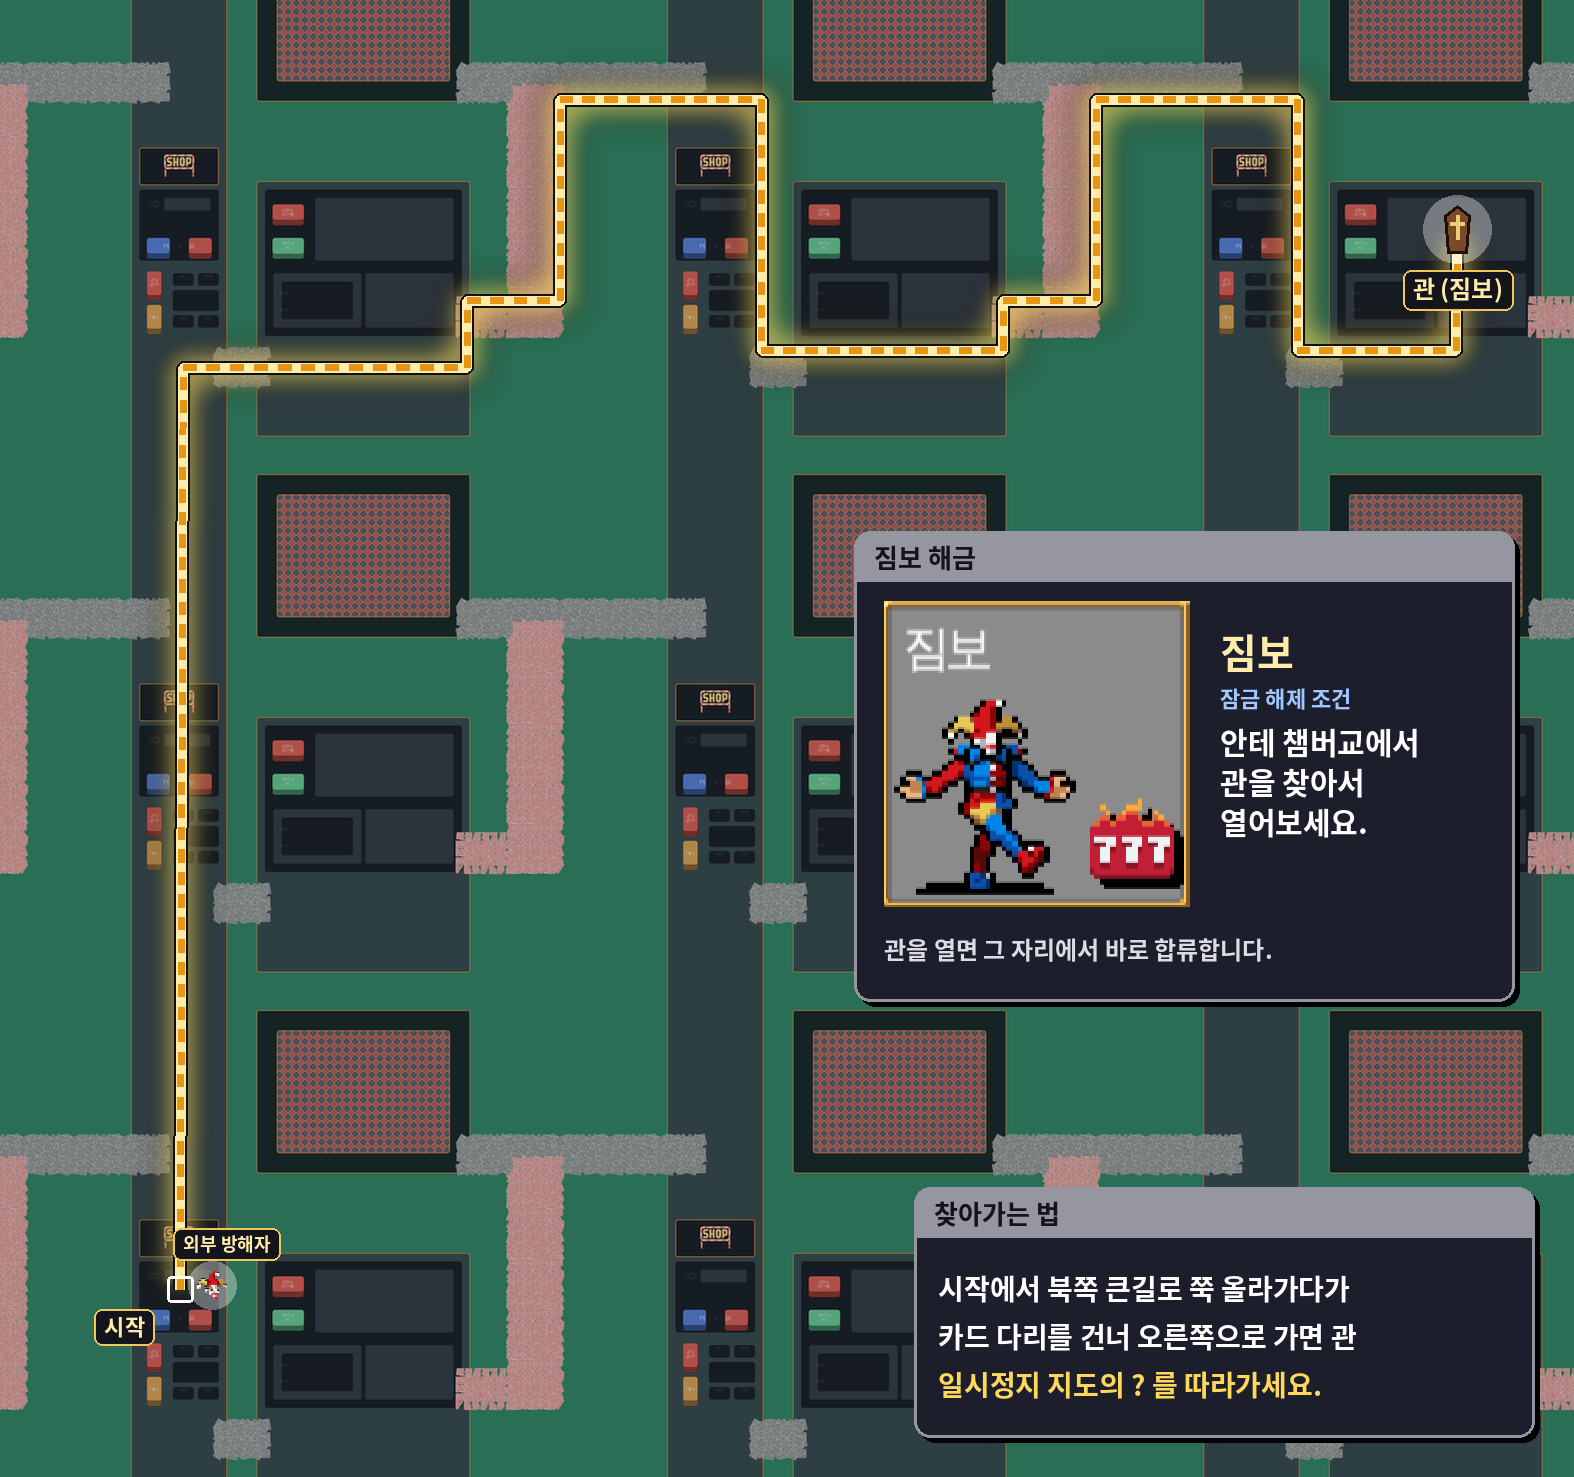 SHOP
SHOP
SHOP
관 (짐보)
짐보 해금
짐보
777
짐보
잠금 해제 조건
안테 챔버교에서
관을 찾아서
열어보세요.
관을 열면 그 자리에서 바로 합류합니다.
SHOP
SHOP
SHOP
외부 방해자
시작
찾아가는 법
시작에서 북쪽 큰길로 쭉 올라가다가
카드 다리를 건너 오른쪽으로 가면 관
일시정지 지도의 ? 를 따라가세요.